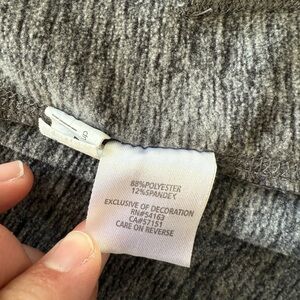 88%POLYESTER
12%SPANDEX
EXCLUSIVE OF DECORATION
RN#54163
CA#57151
CARE ON REVERSE